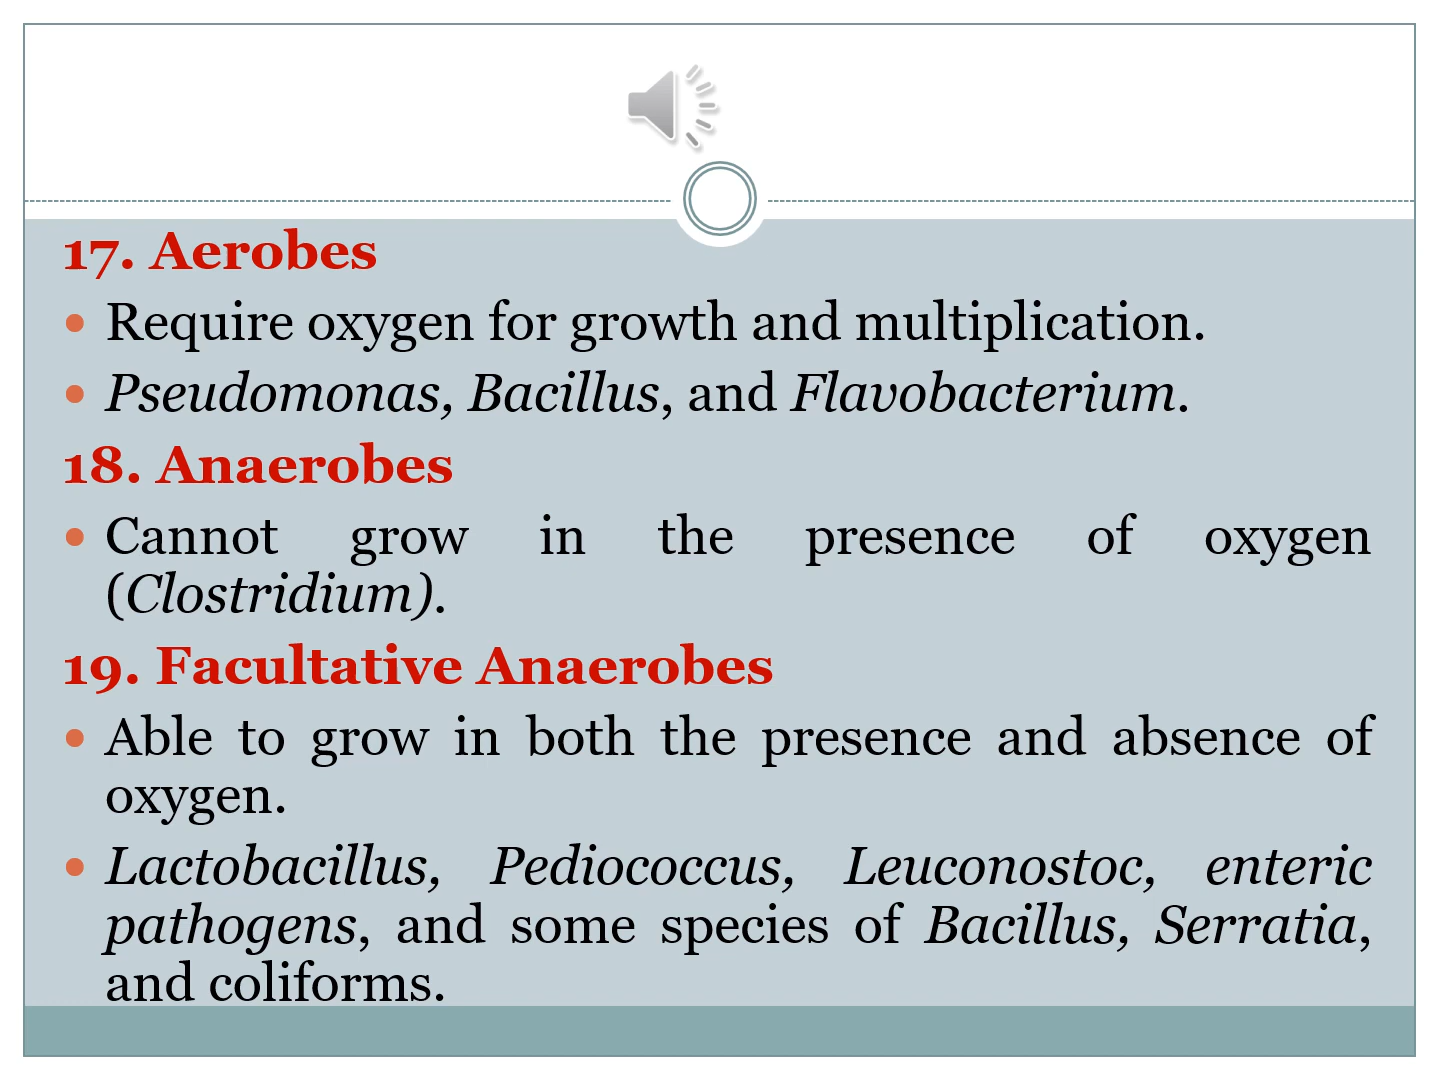 17. Aerobes
• Require oxygen for growth and multiplication.
• Pseudomonas, Bacillus, and Flavobacterium.
18. Anaerobes
• Cannot grow in the presence of oxygen
(Clostridium).
19. Facultative Anaerobes
• Able to grow in both the presence and absence of
oxygen.
• Lactobacillus, Pediococcus, Leuconostoc, enteric
pathogens, and some species of Bacillus, Serratia,
and coliforms.